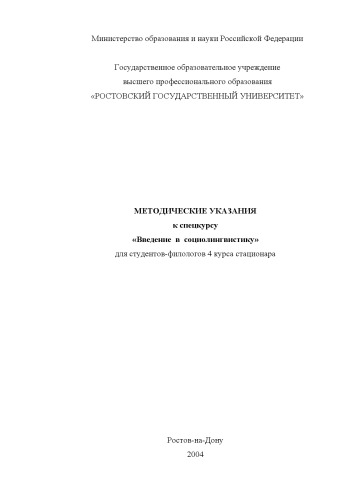 Министерство образования и науки Российской Федерации
Государственное образовательное учреждение
высшего профессионального образования
«РОСТОВСКИЙ ГОСУДАРСТВЕННЫЙ УНИВЕРСИТЕТ»
МЕТОДИЧЕСКИЕ УКАЗАНИЯ
к спецкурсу
«Введение в социолингвистику»
для студентов-филологов 4 курса стационара
Ростов-на-Дону
2004